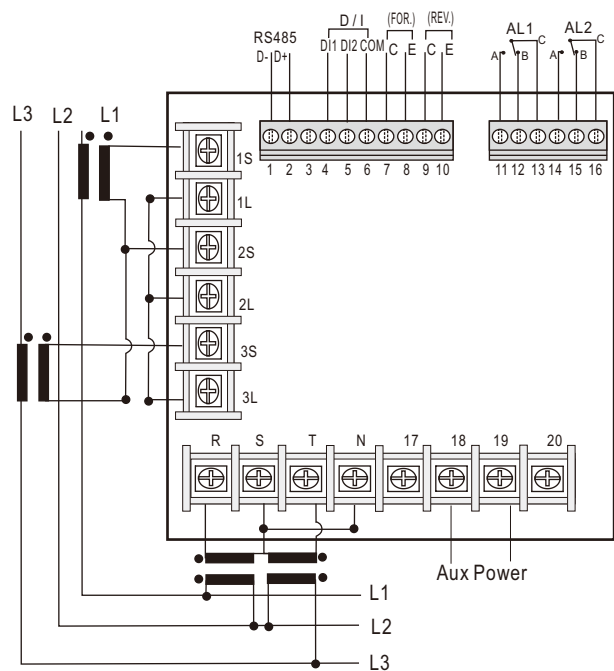 RS485
D- D+
D / I
DI1 DI2 COM
(FOR.)
C E
(REV.)
C E
AL1
A B C
AL2
A B C
L3 L2 L1
1 2 3 4 5 6 7 8 9 10
11 12 13 14 15 16
1S
1L
2S
2L
3S
3L
R S T N 17 18 19 20
Aux Power
L1
L2
L3